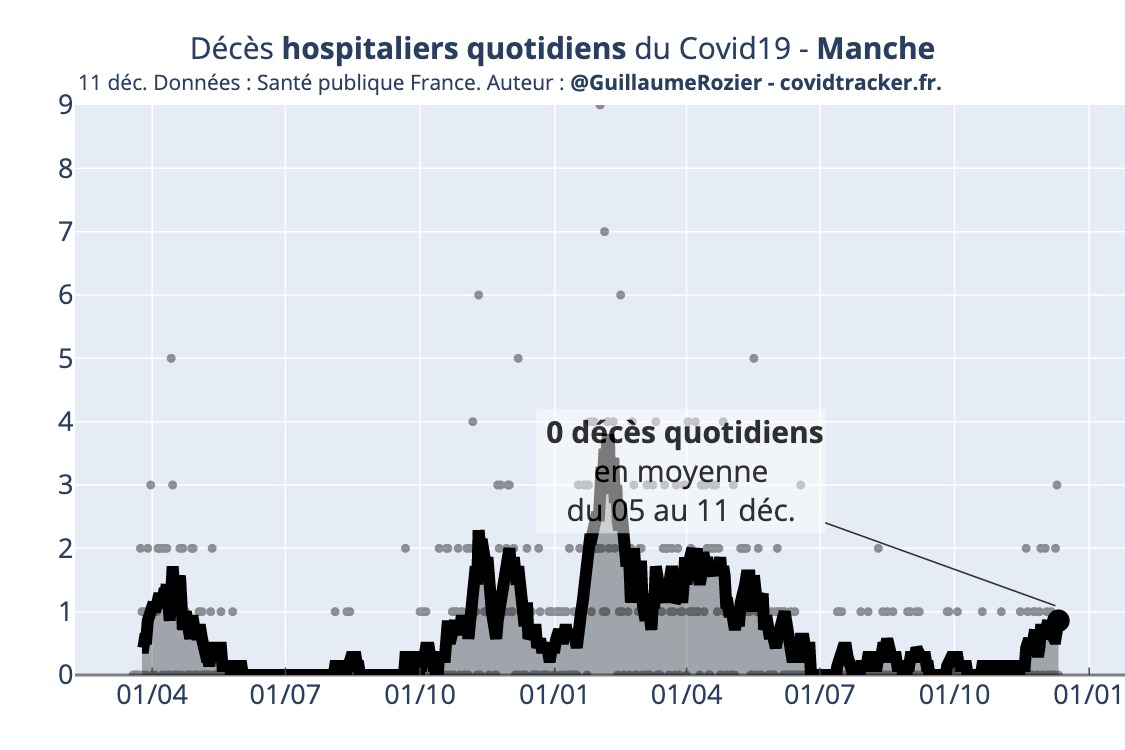 Décès hospitaliers quotidiens du Covid19 - Manche
11 déc. Données : Santé publique France. Auteur : @GuillaumeRozier - covidtracker.fr.
9
8
7
6
5
4
3
2
1
0
0 décès quotidiens
en moyenne
du 05 au 11 déc.
01/04 01/07 01/10 01/01 01/04 01/07 01/10 01/01